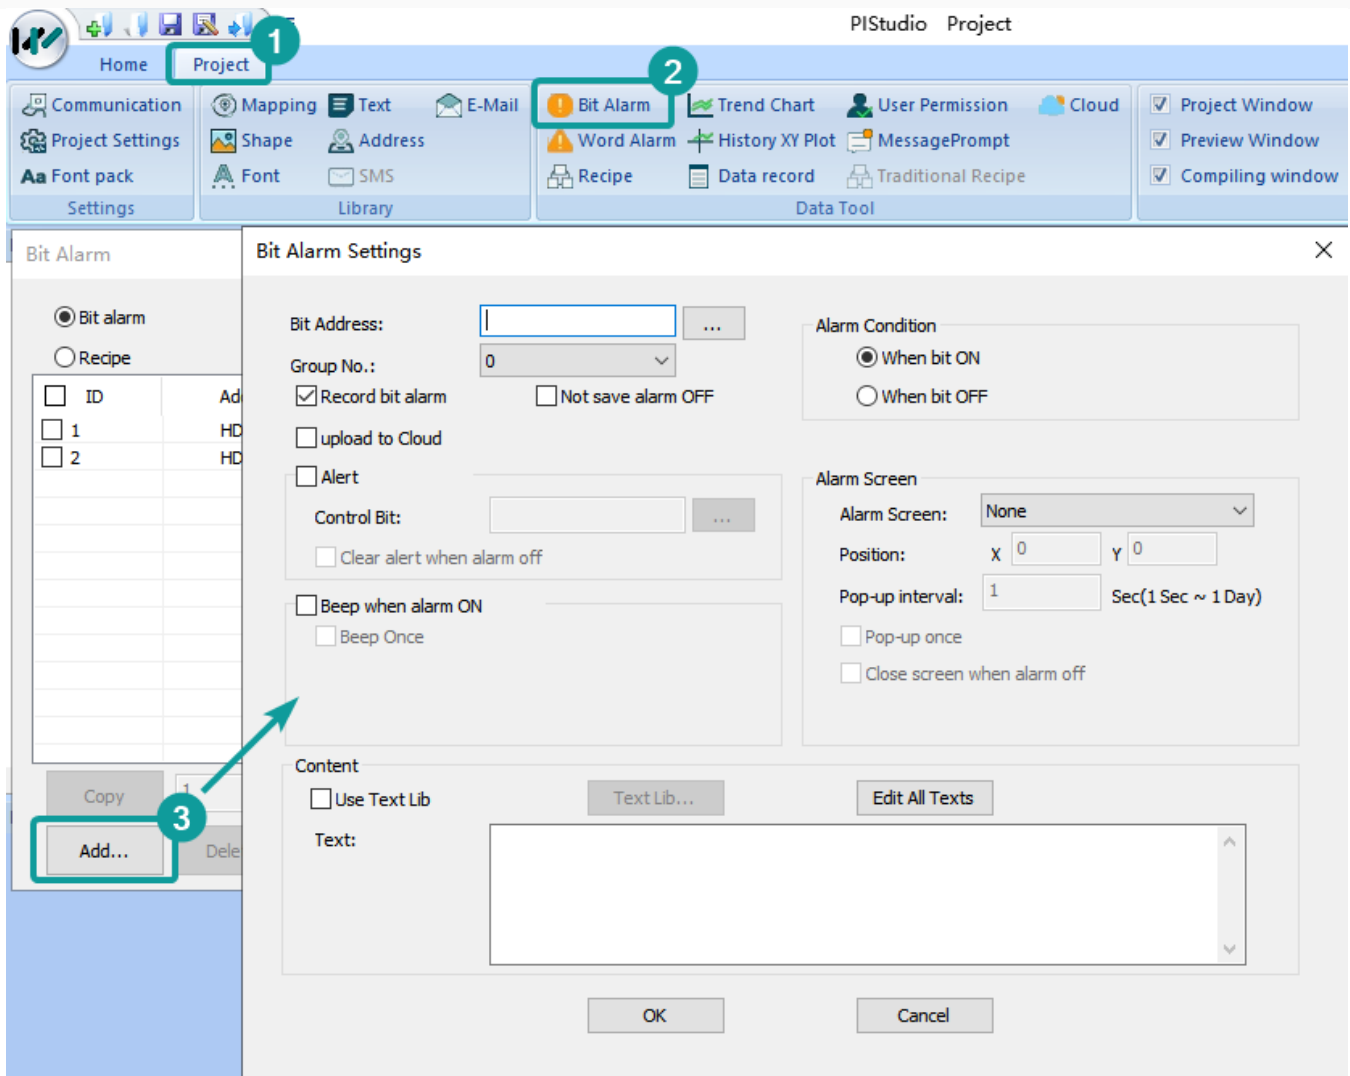 PIStudio Project
1
Home Project
2
Communication Mapping Text E-Mail Bit Alarm Trend Chart User Permission Cloud Project Window
Project Settings Shape Address Word Alarm History XY Plot MessagePrompt Preview Window
Aa Font pack Font SMS Recipe Data record Traditional Recipe Compiling window
Settings Library Data Tool
Bit Alarm
Bit Alarm Settings
Bit alarm
Recipe
ID
1 HD
2 HD
Copy 1
3
Add...
Bit Address: ...
Group No.: 0
Record bit alarm Not save alarm OFF
upload to Cloud
Alert
Control Bit: ...
Clear alert when alarm off
Beep when alarm ON
Beep Once
Alarm Condition
When bit ON
When bit OFF
Alarm Screen
Alarm Screen: None
Position: X 0 Y 0
Pop-up interval: 1 Sec(1 Sec ~ 1 Day)
Pop-up once
Close screen when alarm off
Content
Use Text Lib Text Lib... Edit All Texts
Text:
OK Cancel